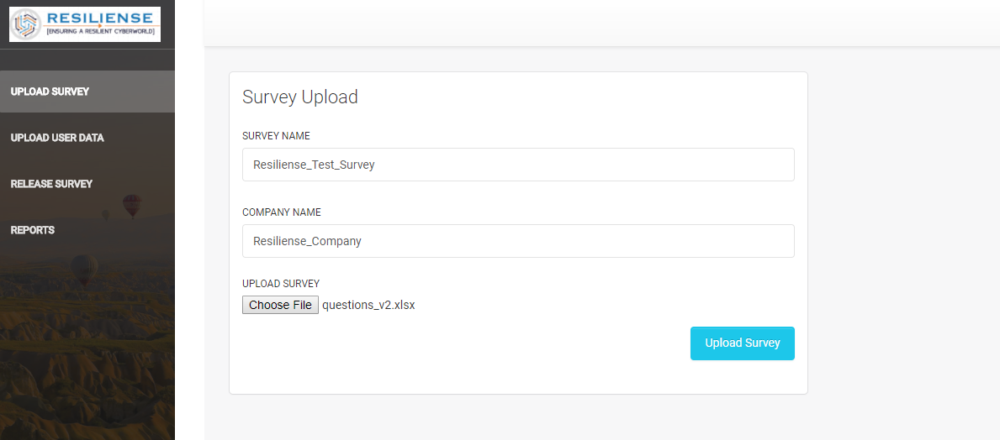 RESILIENSE
[ENSURING A RESILIENT CYBERWORLD]
UPLOAD SURVEY
UPLOAD USER DATA
RELEASE SURVEY
REPORTS
Survey Upload
SURVEY NAME
Resiliense_Test_Survey
COMPANY NAME
Resiliense_Company
UPLOAD SURVEY
Choose File questions_v2.xlsx
Upload Survey